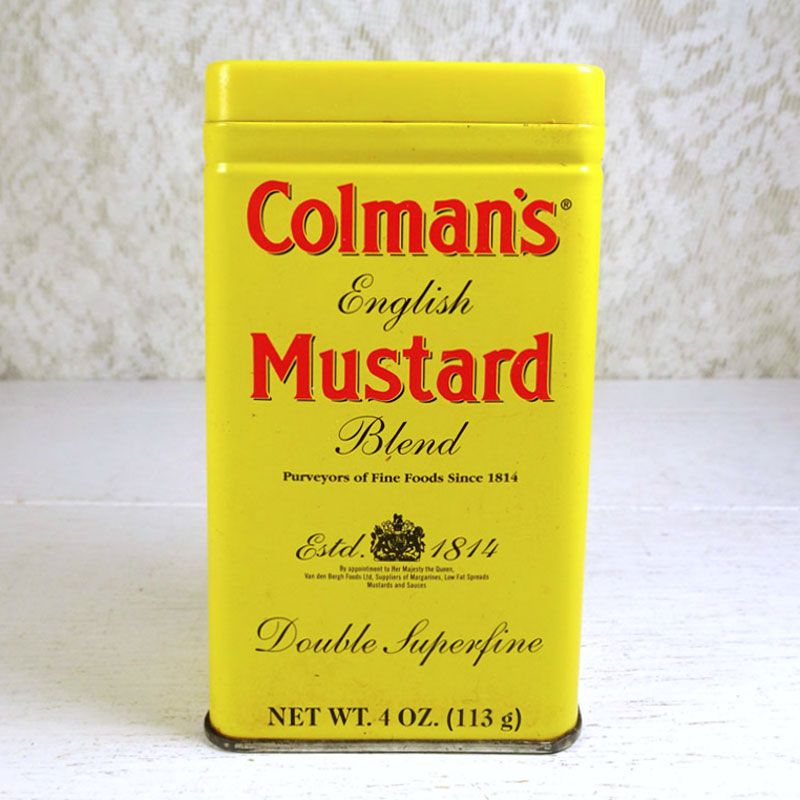 Colman's®
English
Mustard
Blend
Purveyors of Fine Foods Since 1814
Estd. 1814
By appointment to Her Majesty the Queen,
Van den Bergh Foods Ltd, Suppliers of Margarines, Low Fat Spreads
Mustards and Sauces
Double Superfine
NET WT. 4 OZ. (113 g)